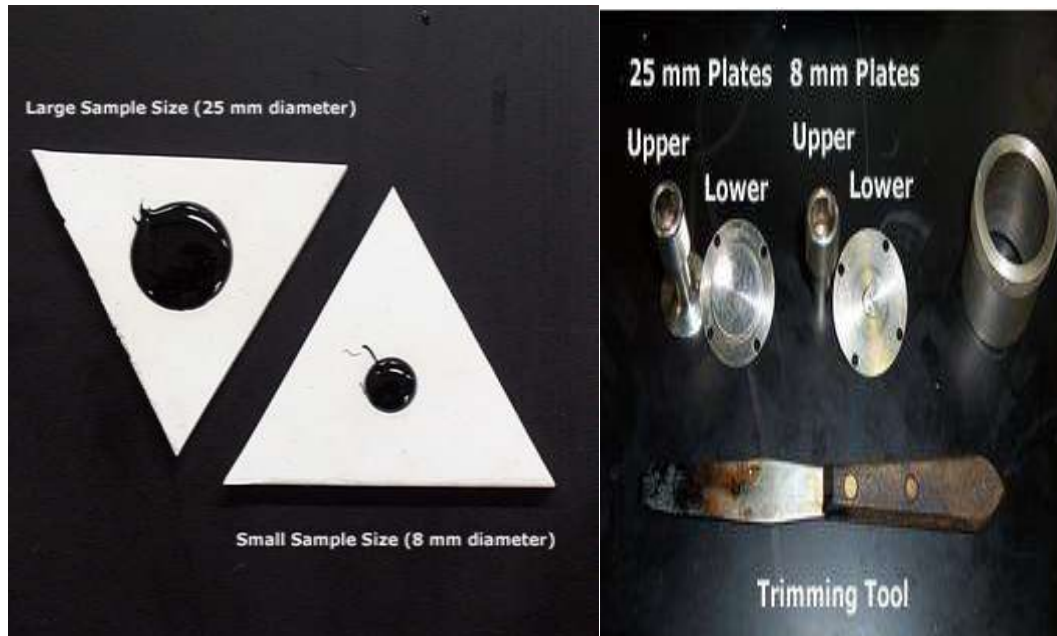 Large Sample Size (25 mm diameter)
Small Sample Size (8 mm diameter)
25 mm Plates 8 mm Plates
Upper Upper
Lower Lower
Trimming Tool